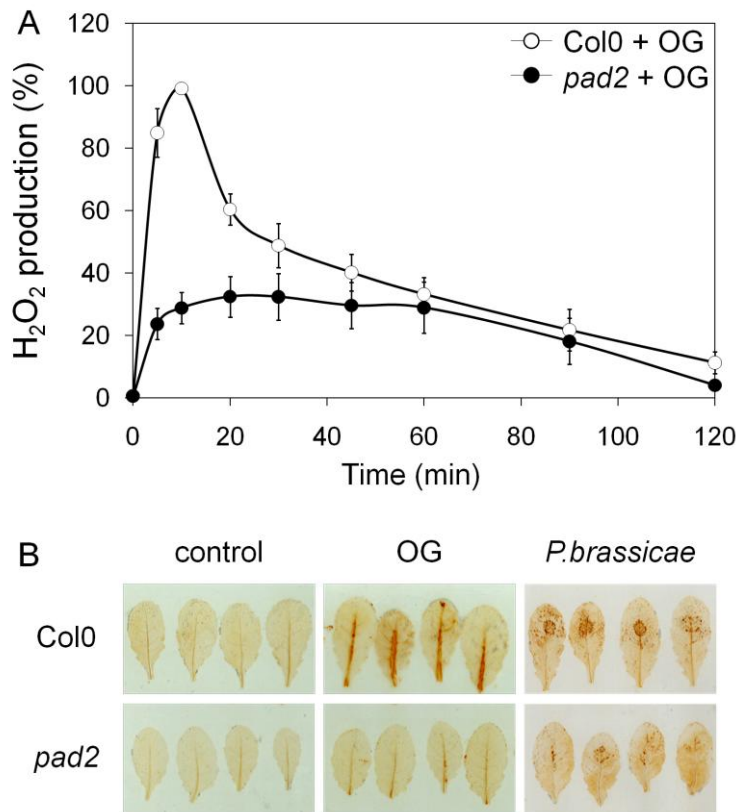 A
Col0 + OG
pad2 + OG
H₂O₂ production (%)
120
100
80
60
40
20
0
0 20 40 60 80 100 120
Time (min)
B
control OG P.brassicae
Col0
pad2